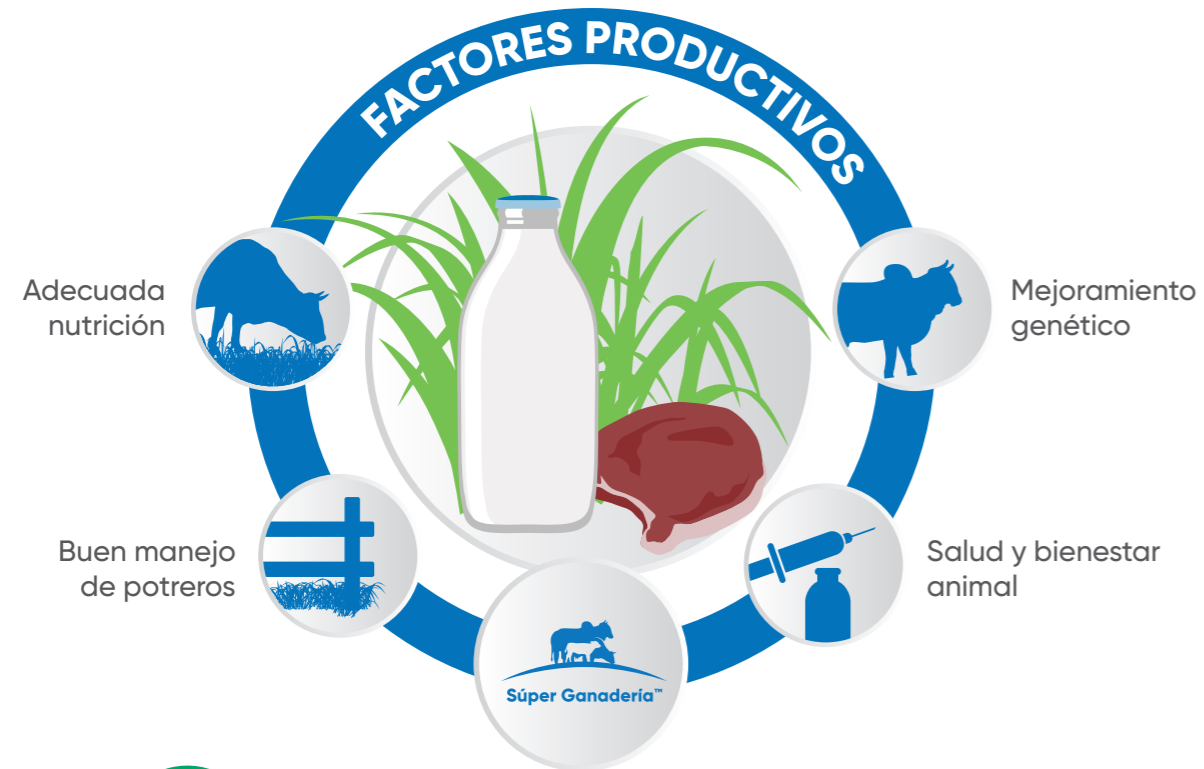 FACTORES PRODUCTIVOS
Adecuada
nutrición
Mejoramiento
genético
Buen manejo
de potreros
Salud y bienestar
animal
Súper Ganadería™